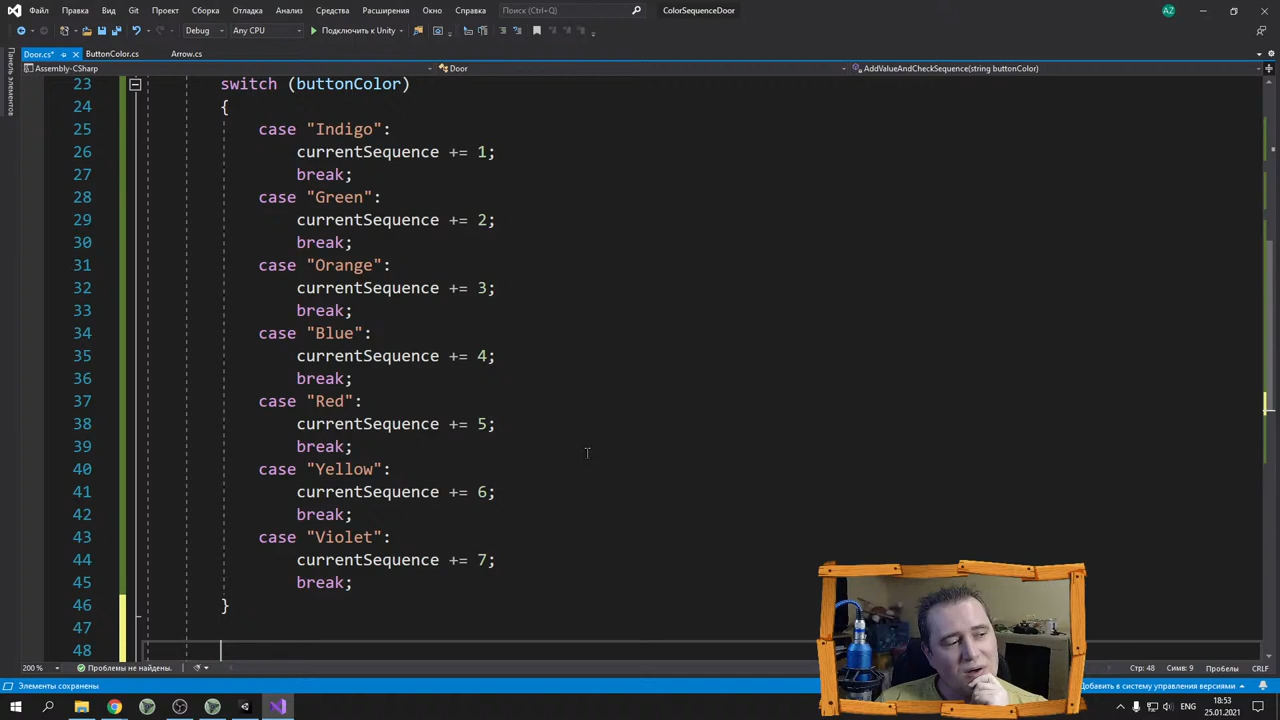 Файл Правка Вид Git Проект Сборка Отладка Анализ Средства Расширения Окно Справка Поиск (Ctrl+Q) ColorSequenceDoor AZ
Debug Any CPU Подключить к Unity
Door.cs* ButtonColor.cs Arrow.cs
Панель элементов
Assembly-CSharp Door AddValueAndCheckSequence(string buttonColor)
23 switch (buttonColor)
24 {
25 case "Indigo":
26 currentSequence += 1;
27 break;
28 case "Green":
29 currentSequence += 2;
30 break;
31 case "Orange":
32 currentSequence += 3;
33 break;
34 case "Blue":
35 currentSequence += 4;
36 break;
37 case "Red":
38 currentSequence += 5;
39 break;
40 case "Yellow":
41 currentSequence += 6;
42 break;
43 case "Violet":
44 currentSequence += 7;
45 break;
46 }
47
48
200 % Проблемы не найдены. Стр: 48 Симв: 9 Пробелы CRLF
Элементы сохранены Добавить в систему управления версиями
ENG 18:53
25.01.2021